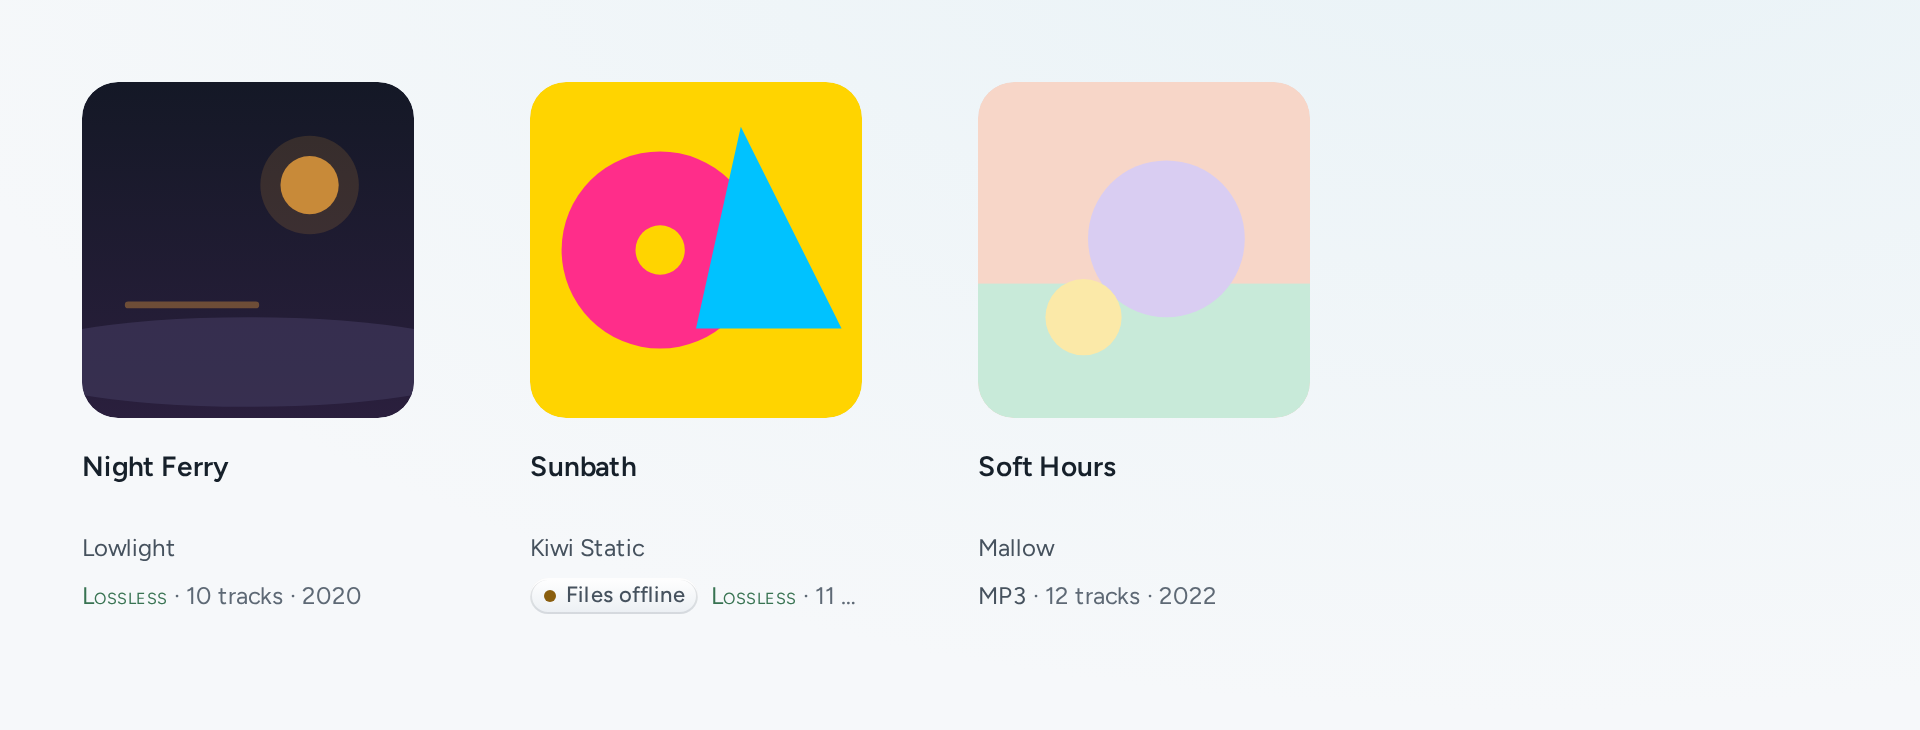 Night Ferry
Lowlight
Lossless · 10 tracks · 2020
Sunbath
Kiwi Static
Files offline Lossless · 11 ...
Soft Hours
Mallow
MP3 · 12 tracks · 2022